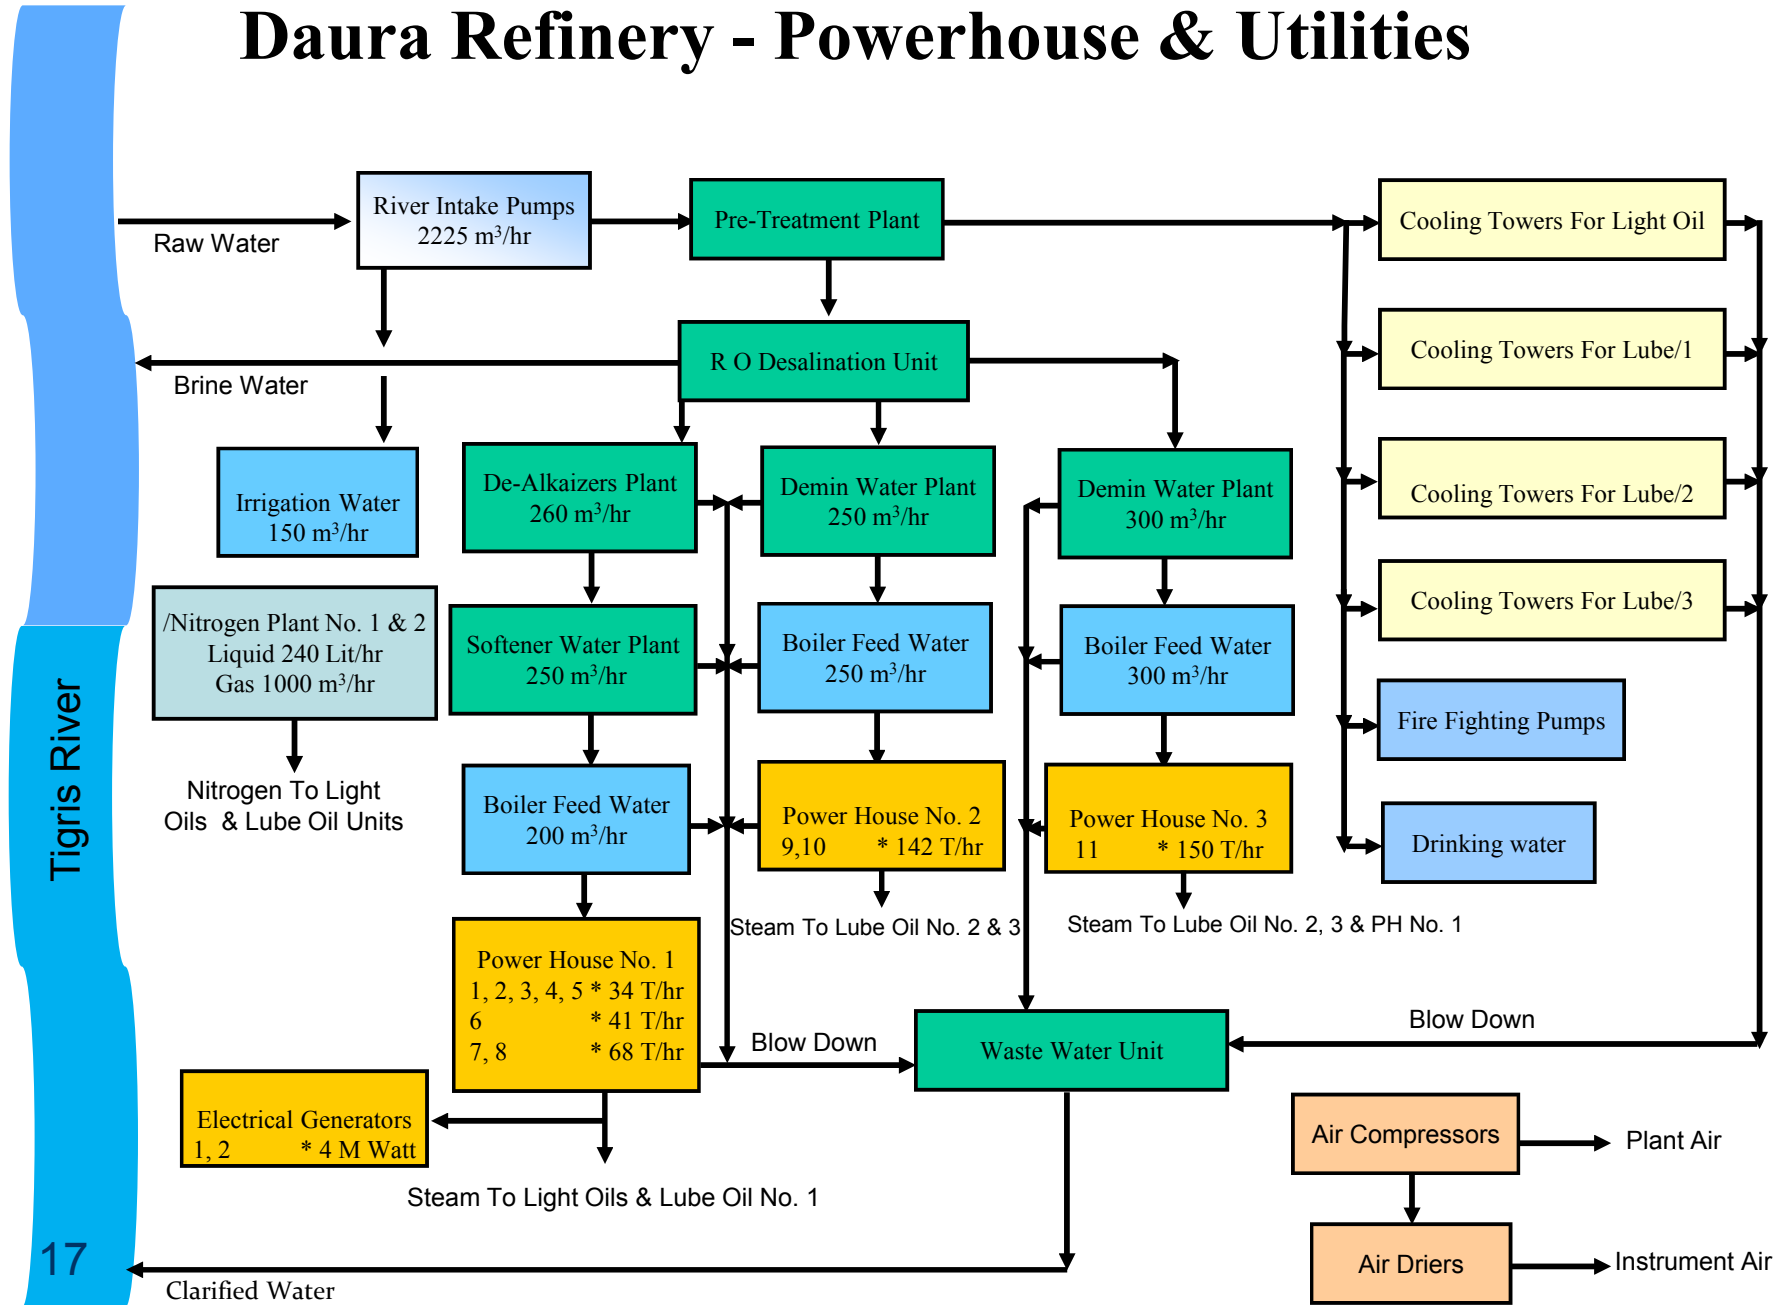 Daura Refinery - Powerhouse & Utilities
River Intake Pumps
2225 m³/hr
Pre-Treatment Plant
Cooling Towers For Light Oil
Raw Water
R O Desalination Unit
Cooling Towers For Lube/1
Brine Water
Irrigation Water
150 m³/hr
De-Alkaizers Plant
260 m³/hr
Demin Water Plant
250 m³/hr
Demin Water Plant
300 m³/hr
Cooling Towers For Lube/2
Cooling Towers For Lube/3
/Nitrogen Plant No. 1 & 2
Liquid 240 Lit/hr
Gas 1000 m³/hr
Softener Water Plant
250 m³/hr
Boiler Feed Water
250 m³/hr
Boiler Feed Water
300 m³/hr
Fire Fighting Pumps
Tigris River
Nitrogen To Light
Oils & Lube Oil Units
Boiler Feed Water
200 m³/hr
Power House No. 2
9,10 * 142 T/hr
Power House No. 3
11 * 150 T/hr
Drinking water
Steam To Lube Oil No. 2 & 3
Steam To Lube Oil No. 2, 3 & PH No. 1
Power House No. 1
1, 2, 3, 4, 5 * 34 T/hr
6 * 41 T/hr
7, 8 * 68 T/hr
Blow Down
Waste Water Unit
Blow Down
Electrical Generators
1, 2 * 4 M Watt
Air Compressors
Plant Air
Steam To Light Oils & Lube Oil No. 1
Air Driers
Instrument Air
17
Clarified Water